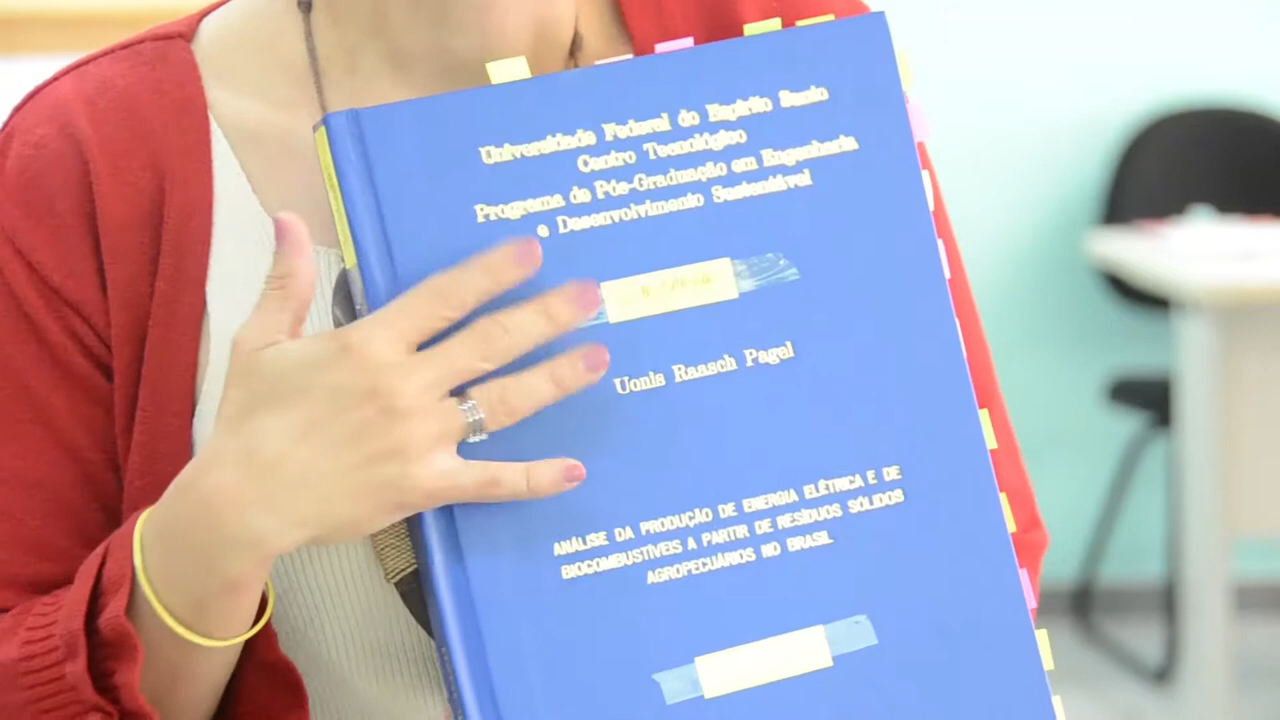 Universidade Federal do Espírito Santo
Centro Tecnológico
Programa de Pós-Graduação em Engenharia
e Desenvolvimento Sustentável
Uonis Raasch Pagel
ANÁLISE DA PRODUÇÃO DE ENERGIA ELÉTRICA E DE
BIOCOMBUSTÍVEIS A PARTIR DE RESÍDUOS SÓLIDOS
AGROPECUÁRIOS NO BRASIL